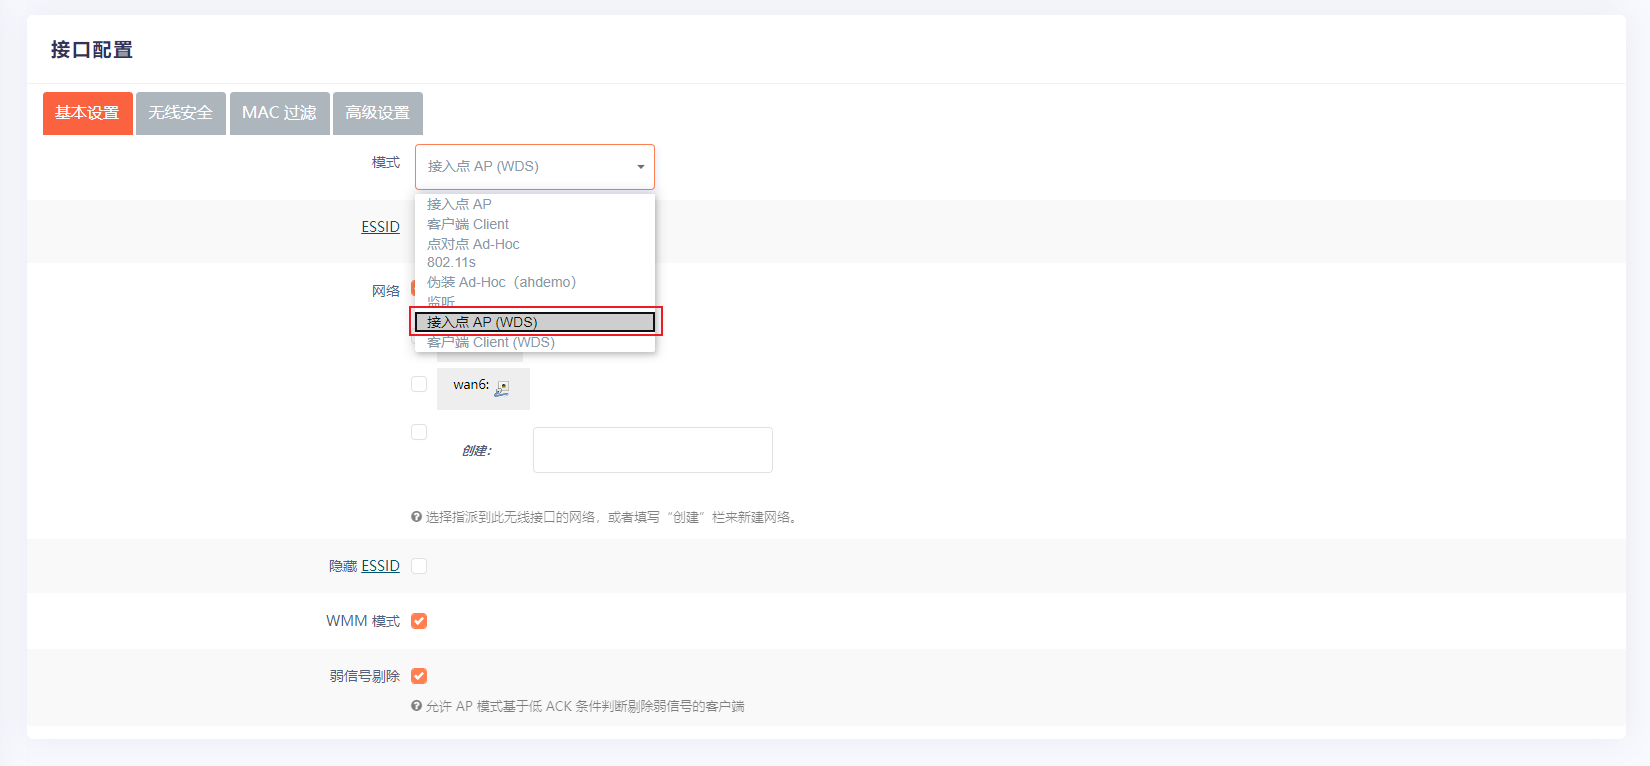 接口配置
基本设置 无线安全 MAC 过滤 高级设置
模式 接入点 AP (WDS)
接入点 AP
客户端 Client
ESSID
点对点 Ad-Hoc
802.11s
伪装 Ad-Hoc（ahdemo）
网络
监听
接入点 AP (WDS)
客户端 Client (WDS)
wan6:
创建：
选择指派到此无线接口的网络，或者填写“创建”栏来新建网络。
隐藏 ESSID
WMM 模式
弱信号剔除
允许 AP 模式基于低 ACK 条件判断剔除弱信号的客户端